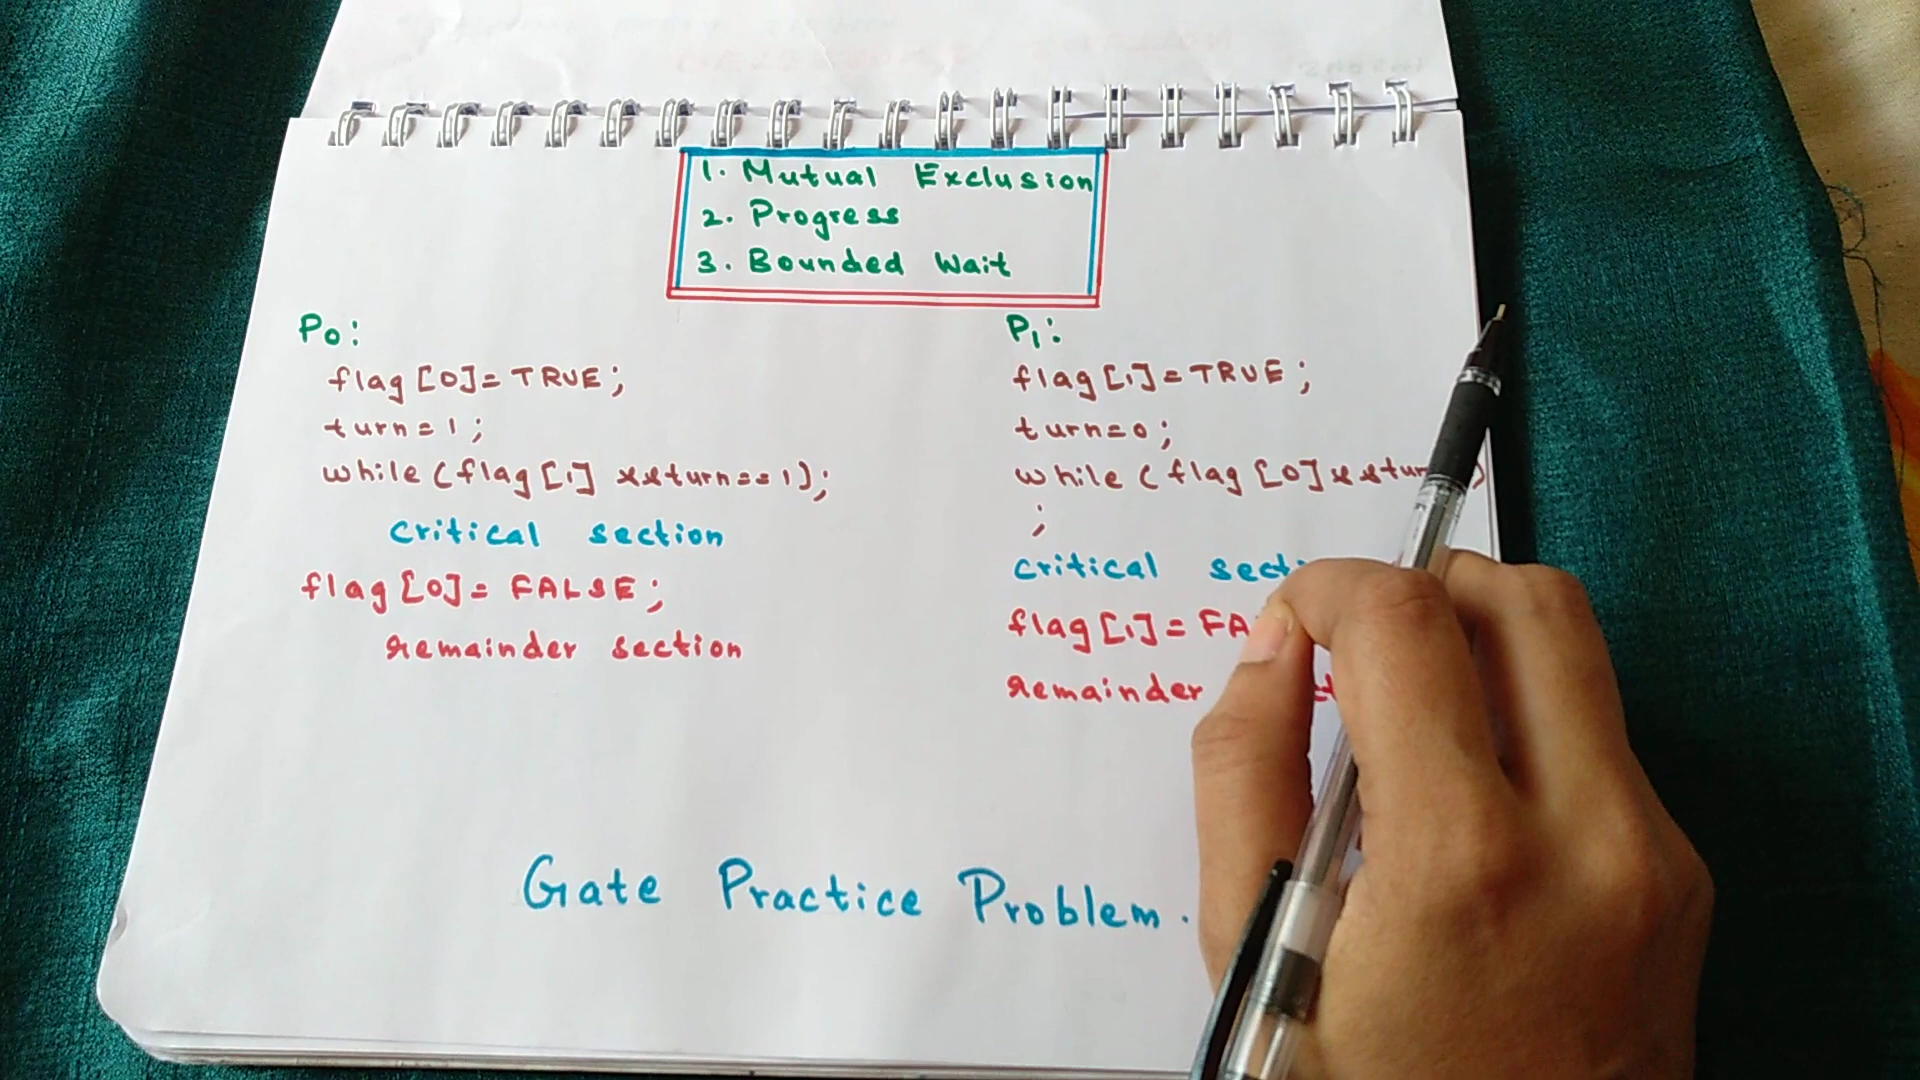 1. Mutual Exclusion
2. Progress
3. Bounded Wait
P0:
flag[0]=TRUE;
turn=1;
while(flag[1] &&turn==1);
critical section
flag[0]= FALSE;
remainder section
P1:
flag[1]=TRUE;
turn=0;
while(flag[0]&&
;
critical
flag[1]=
remainder
Gate Practice Problem.